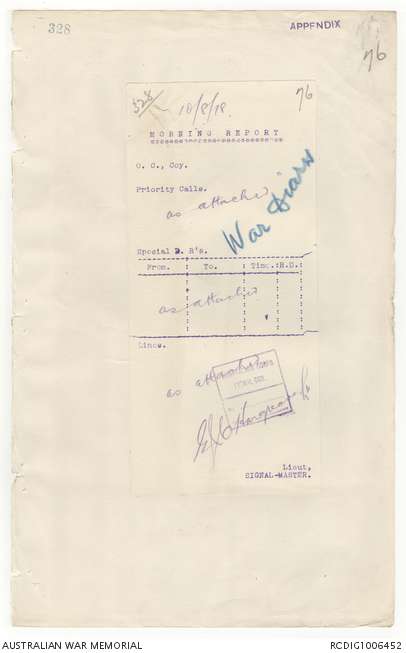 328
APPENDIX
76
328
10/8/18.
76
MORNING REPORT
O. C., Coy.
Priority Calls.
as attached
War Diary
Special D. R's.
From. To. Time. R.D.
as attached
Lines.
as attached
Lieut,
SIGNAL-MASTER.
AUSTRALIAN WAR MEMORIAL
RCDIG1006452